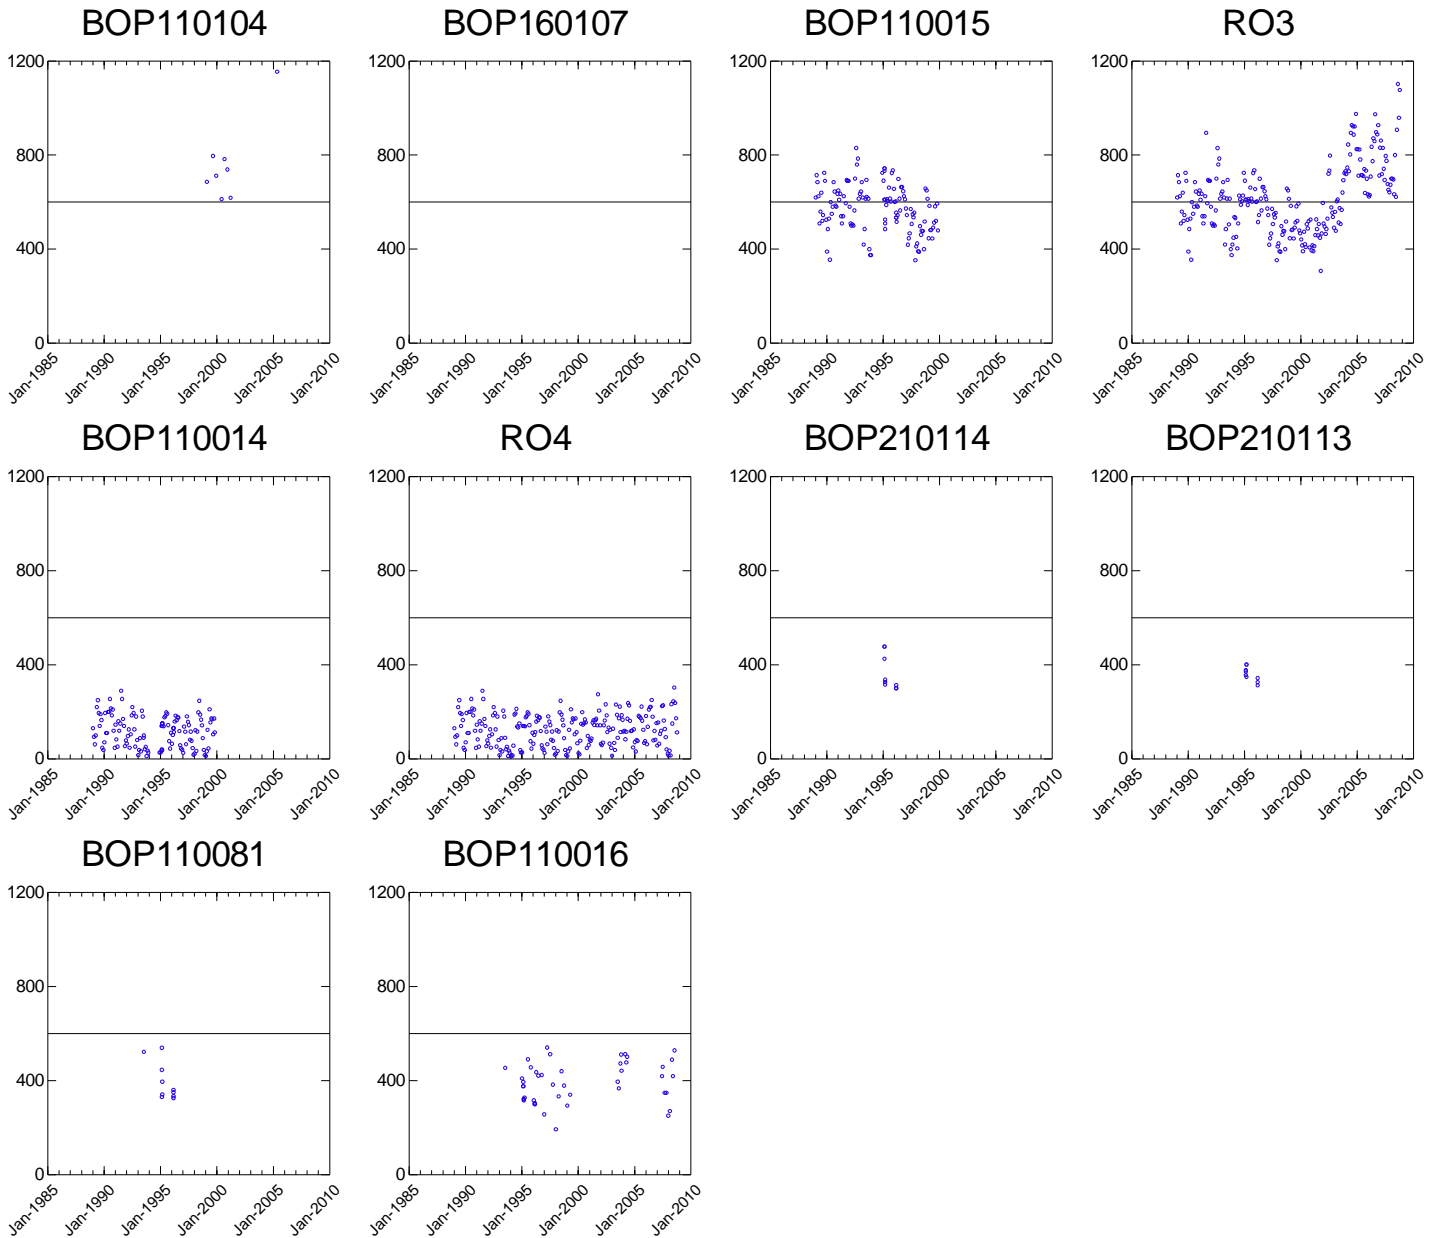 BOP110104 BOP160107 BOP110015 RO3
1200 1200 1200 1200
800 800 800 800
400 400 400 400
0 0 0 0
Jan-1985 Jan-1990 Jan-1995 Jan-2000 Jan-2005 Jan-2010 Jan-1985 Jan-1990 Jan-1995 Jan-2000 Jan-2005 Jan-2010 Jan-1985 Jan-1990 Jan-1995 Jan-2000 Jan-2005 Jan-2010 Jan-1985 Jan-1990 Jan-1995 Jan-2000 Jan-2005 Jan-2010
BOP110014 RO4 BOP210114 BOP210113
1200 1200 1200 1200
800 800 800 800
400 400 400 400
0 0 0 0
Jan-1985 Jan-1990 Jan-1995 Jan-2000 Jan-2005 Jan-2010 Jan-1985 Jan-1990 Jan-1995 Jan-2000 Jan-2005 Jan-2010 Jan-1985 Jan-1990 Jan-1995 Jan-2000 Jan-2005 Jan-2010 Jan-1985 Jan-1990 Jan-1995 Jan-2000 Jan-2005 Jan-2010
BOP110081 BOP110016
1200 1200
800 800
400 400
0 0
Jan-1985 Jan-1990 Jan-1995 Jan-2000 Jan-2005 Jan-2010 Jan-1985 Jan-1990 Jan-1995 Jan-2000 Jan-2005 Jan-2010